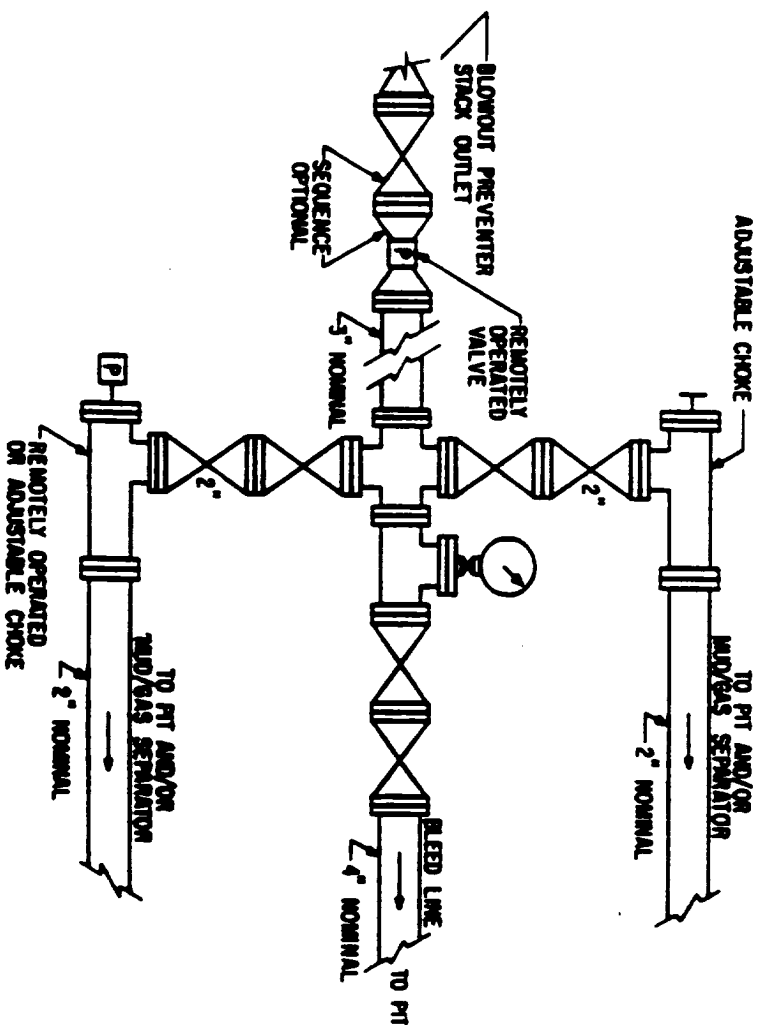 BLOWOUT PREVENTER
STACK OUTLET
SEQUENCE
OPTIONAL
P
REMOTELY
OPERATED
VALVE
3" NOMINAL
ADJUSTABLE CHOKE
2"
TO PIT AND/OR
MUD/GAS SEPARATOR
2" NOMINAL
BLEED LINE
4" NOMINAL
TO PIT
P
2"
REMOTELY OPERATED
OR ADJUSTABLE CHOKE
TO PIT AND/OR
MUD/GAS SEPARATOR
2" NOMINAL